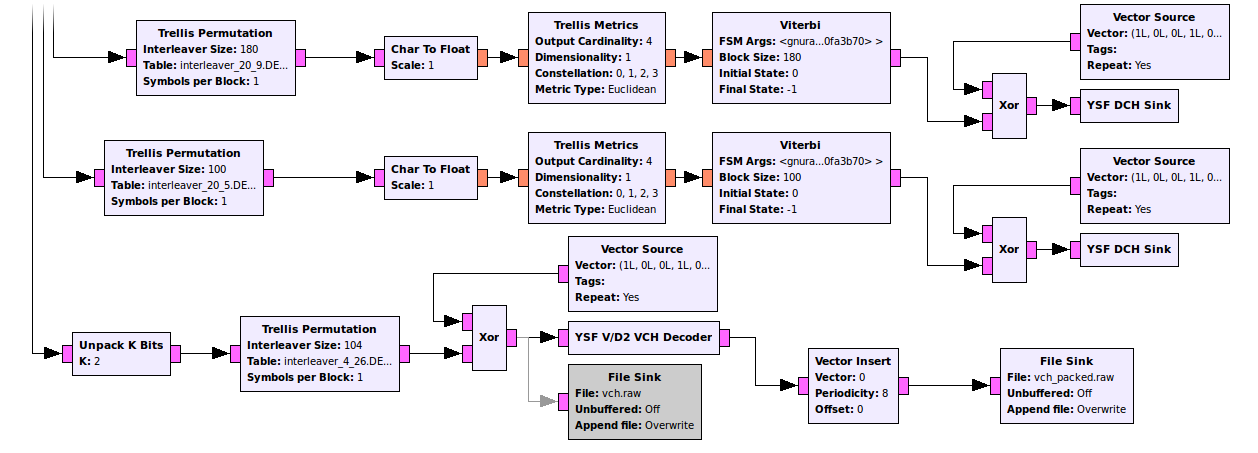 Trellis Permutation
Interleaver Size: 180
Table: interleaver_20_9.DE...
Symbols per Block: 1
Char To Float
Scale: 1
Trellis Metrics
Output Cardinality: 4
Dimensionality: 1
Constellation: 0, 1, 2, 3
Metric Type: Euclidean
Viterbi
FSM Args: <gnura...0fa3b70> >
Block Size: 180
Initial State: 0
Final State: -1
Vector Source
Vector: (1L, 0L, 0L, 1L, 0...
Tags:
Repeat: Yes
Xor
YSF DCH Sink
Trellis Permutation
Interleaver Size: 100
Table: interleaver_20_5.DE...
Symbols per Block: 1
Char To Float
Scale: 1
Trellis Metrics
Output Cardinality: 4
Dimensionality: 1
Constellation: 0, 1, 2, 3
Metric Type: Euclidean
Viterbi
FSM Args: <gnura...0fa3b70> >
Block Size: 100
Initial State: 0
Final State: -1
Vector Source
Vector: (1L, 0L, 0L, 1L, 0...
Tags:
Repeat: Yes
Xor
YSF DCH Sink
Unpack K Bits
K: 2
Trellis Permutation
Interleaver Size: 104
Table: interleaver_4_26.DE...
Symbols per Block: 1
Vector Source
Vector: (1L, 0L, 0L, 1L, 0...
Tags:
Repeat: Yes
Xor
YSF V/D2 VCH Decoder
File Sink
File: vch.raw
Unbuffered: Off
Append file: Overwrite
Vector Insert
Vector: 0
Periodicity: 8
Offset: 0
File Sink
File: vch_packed.raw
Unbuffered: Off
Append file: Overwrite